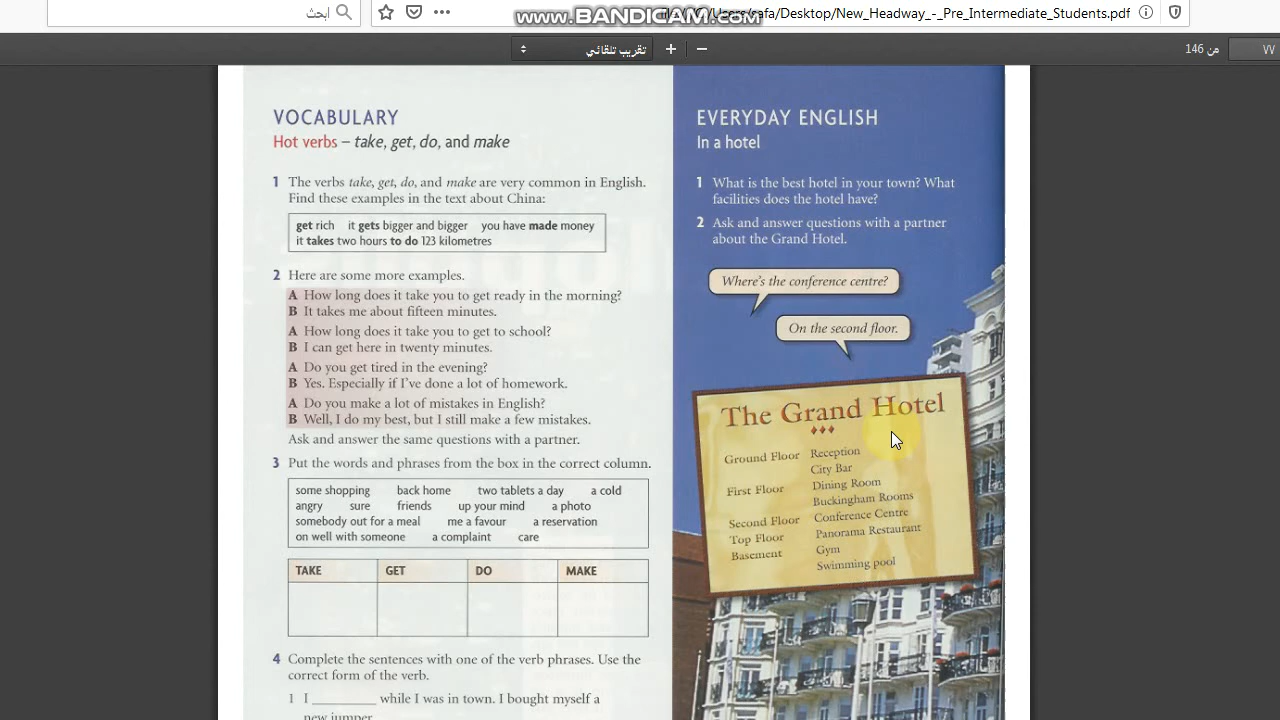 ابحث
www.BANDICAM.com
/Desktop/New_Headway_-_Pre_Intermediate_Students.pdf
تقريب تلقائي
من 146
٧٧
VOCABULARY
Hot verbs – take, get, do, and make
1 The verbs take, get, do, and make are very common in English.
Find these examples in the text about China:
get rich it gets bigger and bigger you have made money
it takes two hours to do 123 kilometres
2 Here are some more examples.
A How long does it take you to get ready in the morning?
B It takes me about fifteen minutes.
A How long does it take you to get to school?
B I can get here in twenty minutes.
A Do you get tired in the evening?
B Yes. Especially if I've done a lot of homework.
A Do you make a lot of mistakes in English?
B Well, I do my best, but I still make a few mistakes.
Ask and answer the same questions with a partner.
3 Put the words and phrases from the box in the correct column.
some shopping back home two tablets a day a cold
angry sure friends up your mind a photo
somebody out for a meal me a favour a reservation
on well with someone a complaint care
TAKE GET DO MAKE
4 Complete the sentences with one of the verb phrases. Use the
correct form of the verb.
1 I ________ while I was in town. I bought myself a
new jumper.
EVERYDAY ENGLISH
In a hotel
1 What is the best hotel in your town? What
facilities does the hotel have?
2 Ask and answer questions with a partner
about the Grand Hotel.
Where's the conference centre?
On the second floor.
The Grand Hotel
Ground Floor Reception
City Bar
First Floor Dining Room
Buckingham Rooms
Second Floor Conference Centre
Top Floor Panorama Restaurant
Basement Gym
Swimming pool